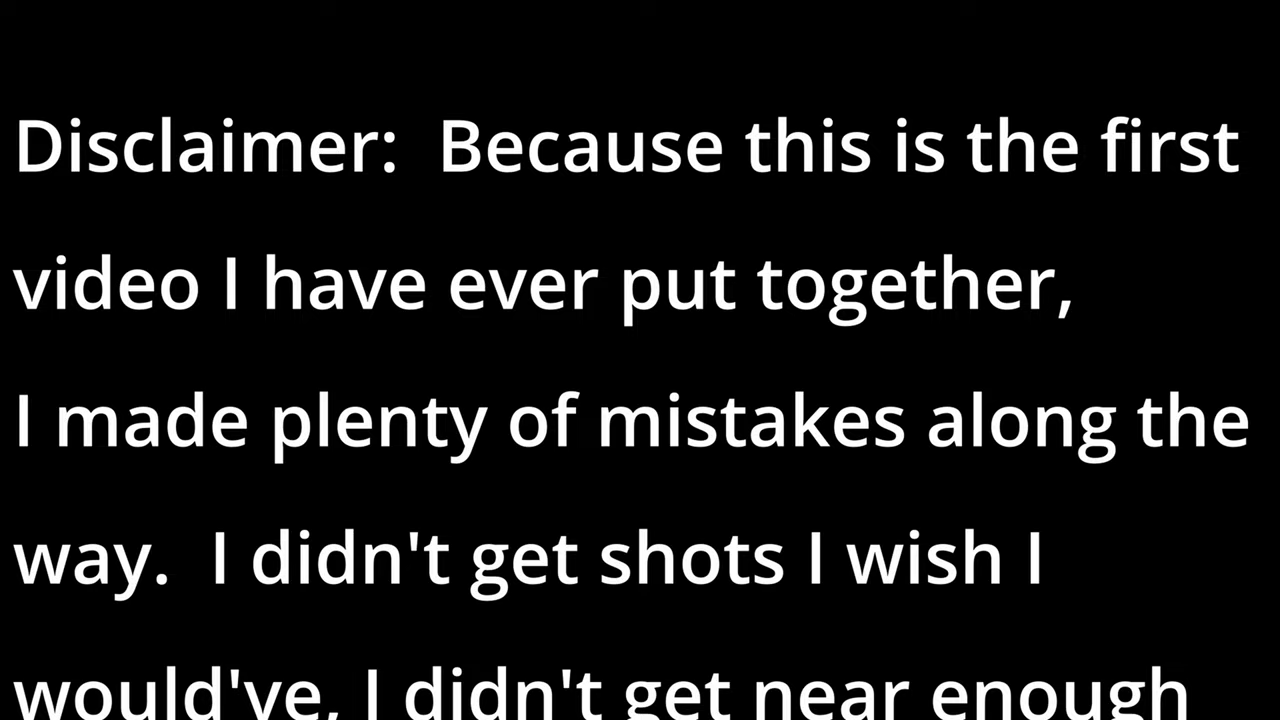 Disclaimer:  Because this is the first
video I have ever put together,
I made plenty of mistakes along the
way.  I didn't get shots I wish I
would've, I didn't get near enough